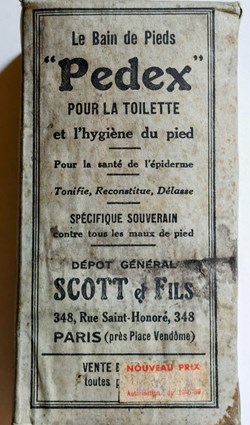 Le Bain de Pieds
"Pedex"
POUR LA TOILETTE
et l'hygiène du pied
Pour la santé de l'épiderme
Tonifie, Reconstitue, Délasse
SPÉCIFIQUE SOUVERAIN
contre tous les maux de pied
DÉPOT GÉNÉRAL
SCOTT & FILS
348, Rue Saint-Honoré, 348
PARIS (près Place Vendôme)
VENTE
NOUVEAU PRIX
toutes